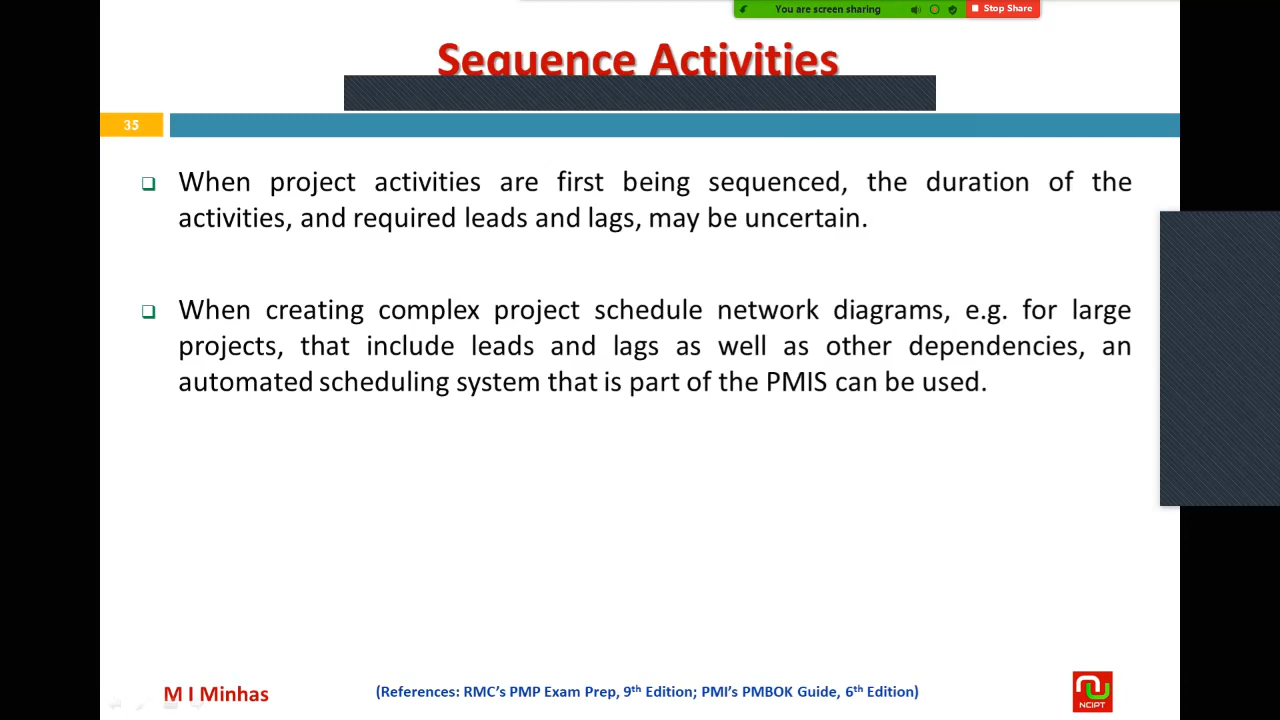 You are screen sharing
Stop Share
Sequence Activities
35
When project activities are first being sequenced, the duration of the
activities, and required leads and lags, may be uncertain.
When creating complex project schedule network diagrams, e.g. for large
projects, that include leads and lags as well as other dependencies, an
automated scheduling system that is part of the PMIS can be used.
M I Minhas
(References: RMC's PMP Exam Prep, 9th Edition; PMI's PMBOK Guide, 6th Edition)
NCIPT